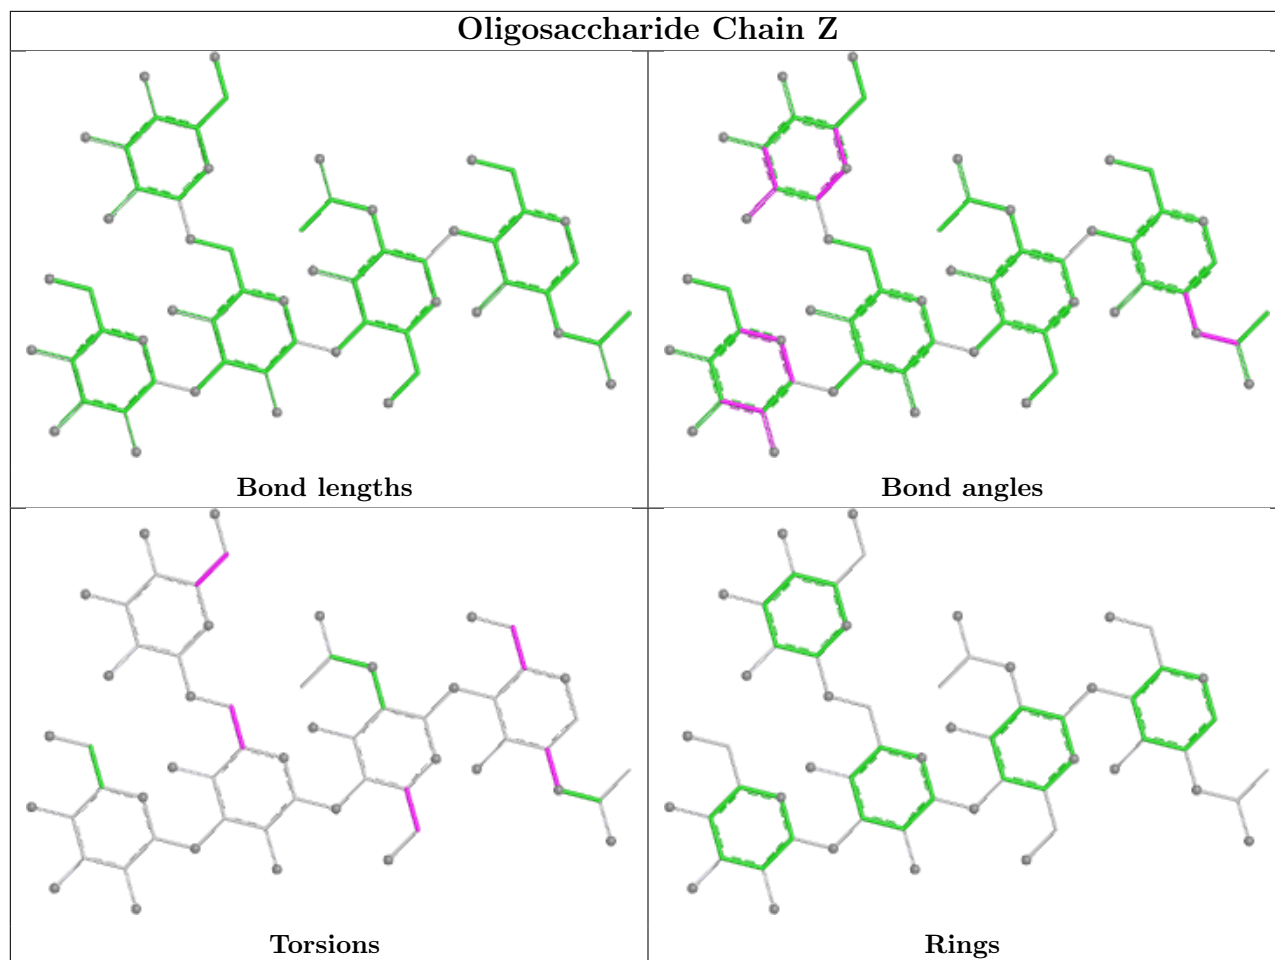 Oligosaccharide Chain Z
Bond lengths
Bond angles
Torsions
Rings